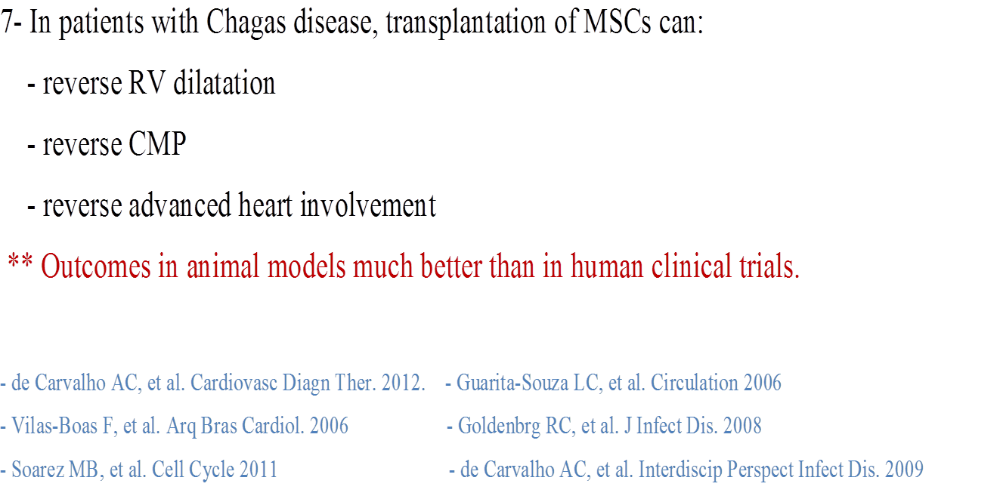 7- In patients with Chagas disease, transplantation of MSCs can:
- reverse RV dilatation
- reverse CMP
- reverse advanced heart involvement
** Outcomes in animal models much better than in human clinical trials.
- de Carvalho AC, et al. Cardiovasc Diagn Ther. 2012. - Guarita-Souza LC, et al. Circulation 2006
- Vilas-Boas F, et al. Arq Bras Cardiol. 2006 - Goldenbrg RC, et al. J Infect Dis. 2008
- Soarez MB, et al. Cell Cycle 2011 - de Carvalho AC, et al. Interdiscip Perspect Infect Dis. 2009